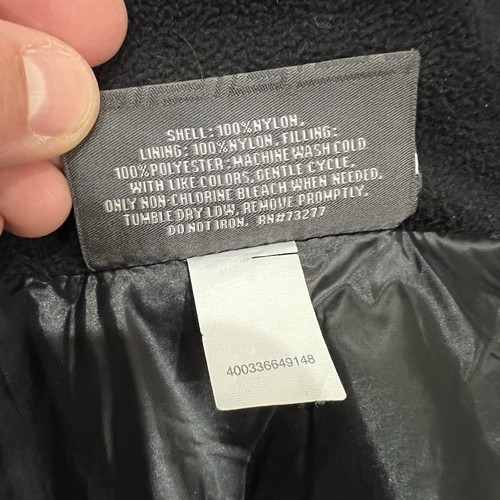 SHELL: 100%NYLON,
LINING: 100%NYLON, FILLING:
100%POLYESTER :MACHINE WASH COLD
WITH LIKE COLORS, GENTLE CYCLE.
ONLY NON-CHLORINE BLEACH WHEN NEEDED.
TUMBLE DRY LOW, REMOVE PROMPTLY.
DO NOT IRON. RN#73277
400336649148